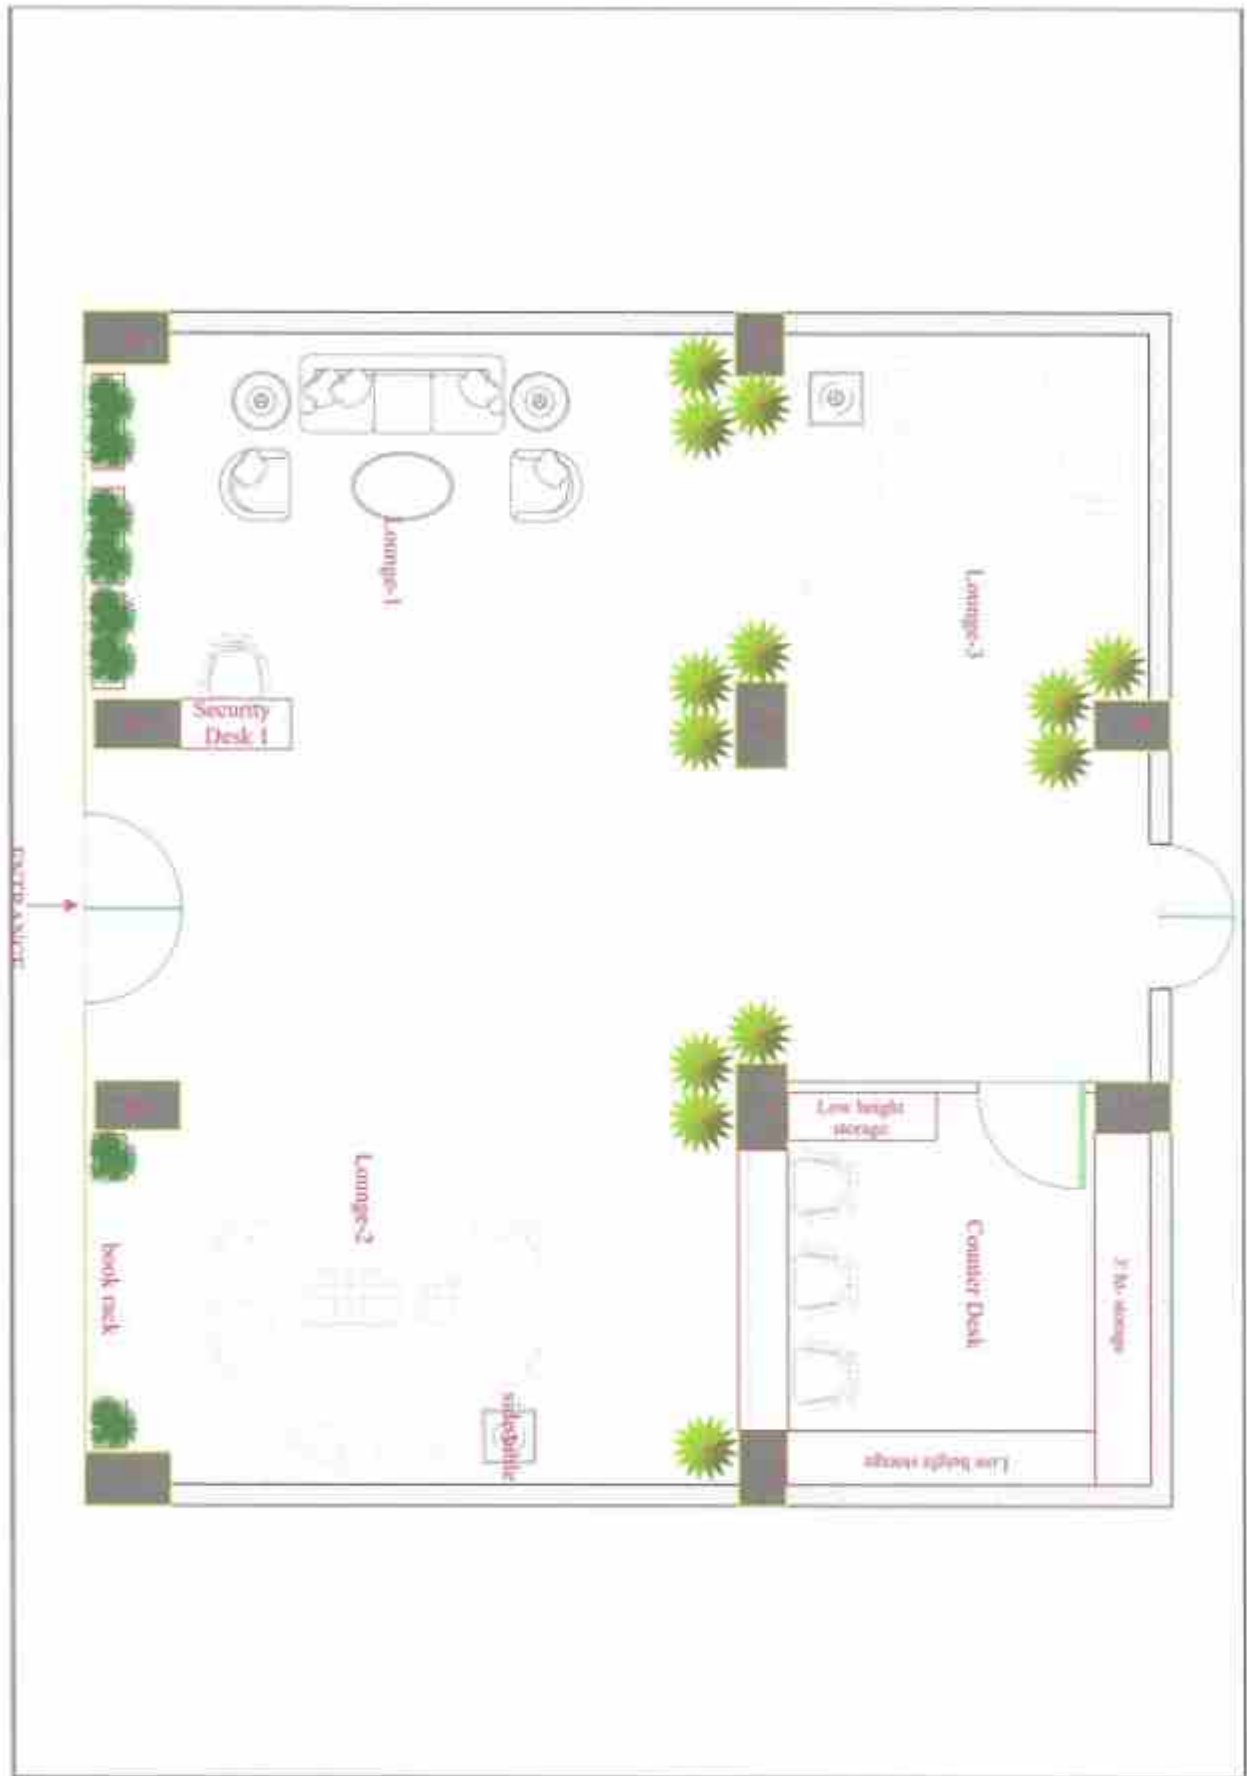 Lounge-1
Lounge-3
Security
Desk 1
ENTRANCE
Low height
storage
Lounge-2
Counter Desk
book rack
storage
Low height storage